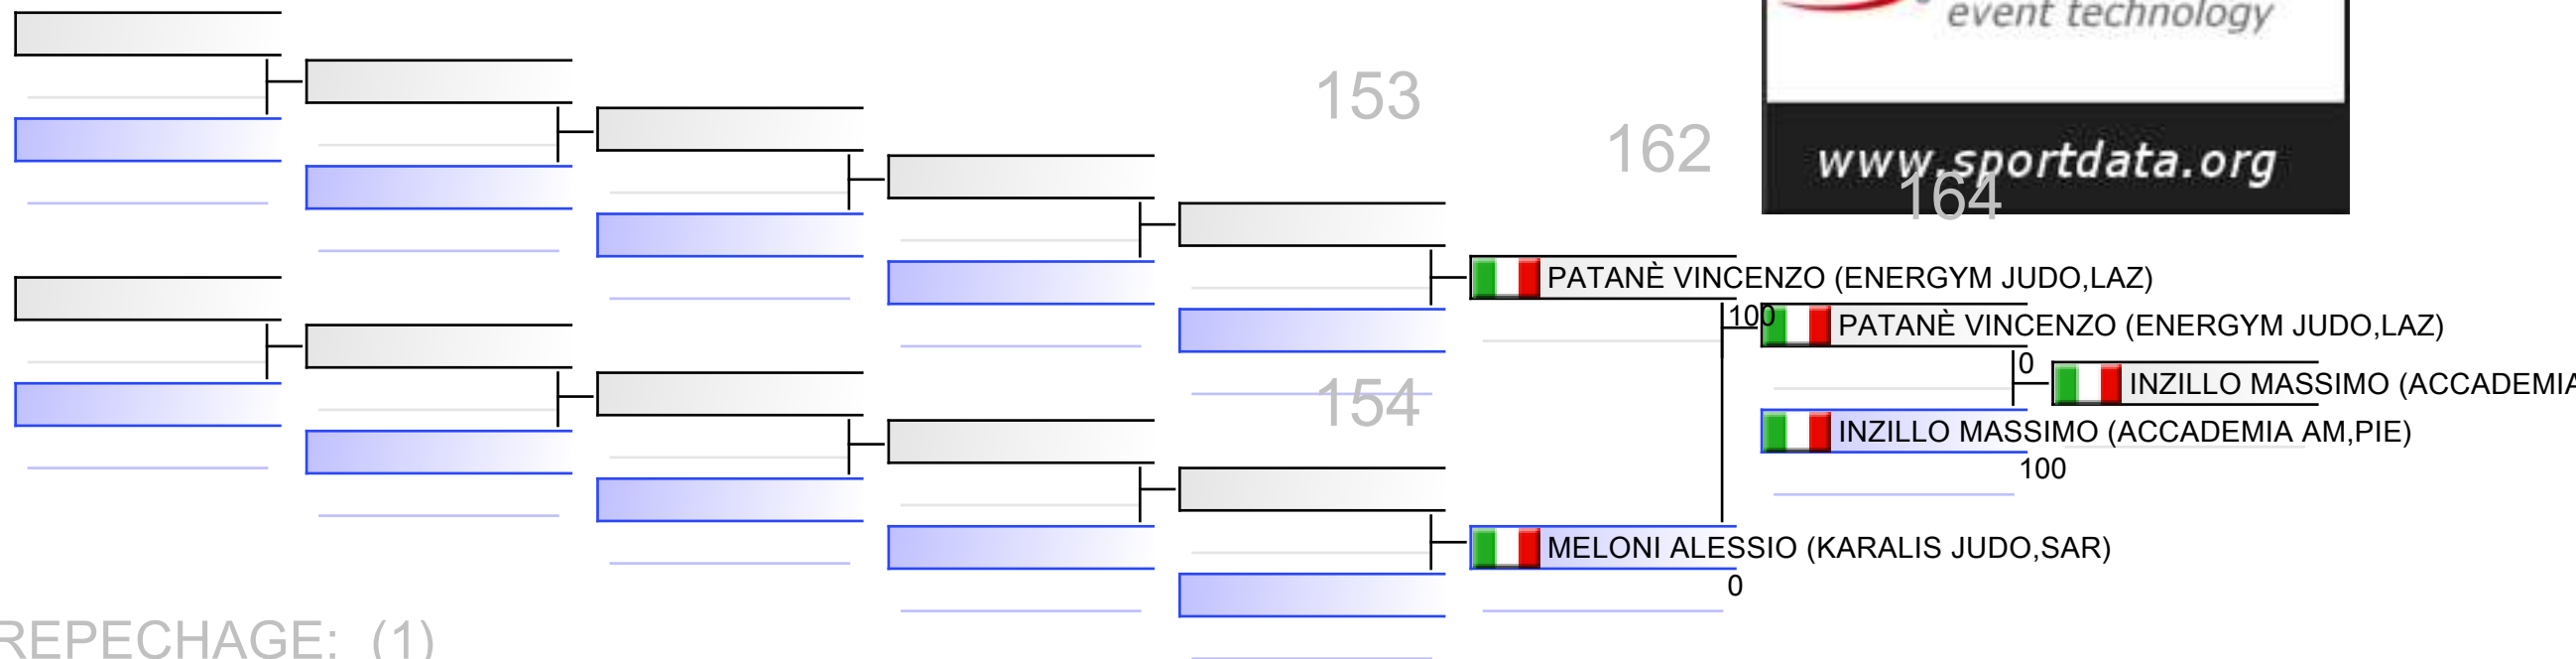 event technology
153
162
www.sportdata.org
164
PATANÈ VINCENZO (ENERGYM JUDO,LAZ)
100
PATANÈ VINCENZO (ENERGYM JUDO,LAZ)
0
INZILLO MASSIMO (ACCADEMIA
154
INZILLO MASSIMO (ACCADEMIA AM,PIE)
100
MELONI ALESSIO (KARALIS JUDO,SAR)
0
REPECHAGE: (1)